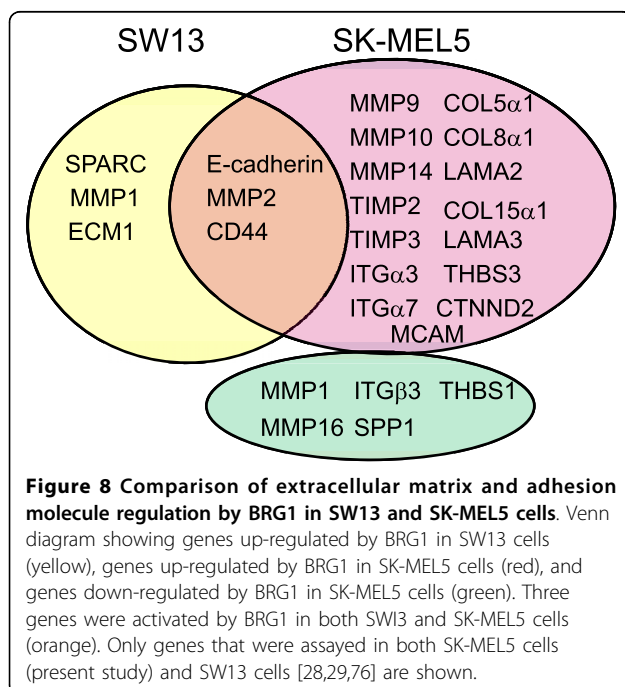 SW13 SK-MEL5
SPARC
MMP1
ECM1
E-cadherin
MMP2
CD44
MMP9 COL5α1
MMP10 COL8α1
MMP14 LAMA2
TIMP2 COL15α1
TIMP3 LAMA3
ITGα3 THBS3
ITGα7 CTNND2
MCAM
MMP1 ITGβ3 THBS1
MMP16 SPP1
Figure 8 Comparison of extracellular matrix and adhesion
molecule regulation by BRG1 in SW13 and SK-MEL5 cells. Venn
diagram showing genes up-regulated by BRG1 in SW13 cells
(yellow), genes up-regulated by BRG1 in SK-MEL5 cells (red), and
genes down-regulated by BRG1 in SK-MEL5 cells (green). Three
genes were activated by BRG1 in both SWI3 and SK-MEL5 cells
(orange). Only genes that were assayed in both SK-MEL5 cells
(present study) and SW13 cells [28,29,76] are shown.